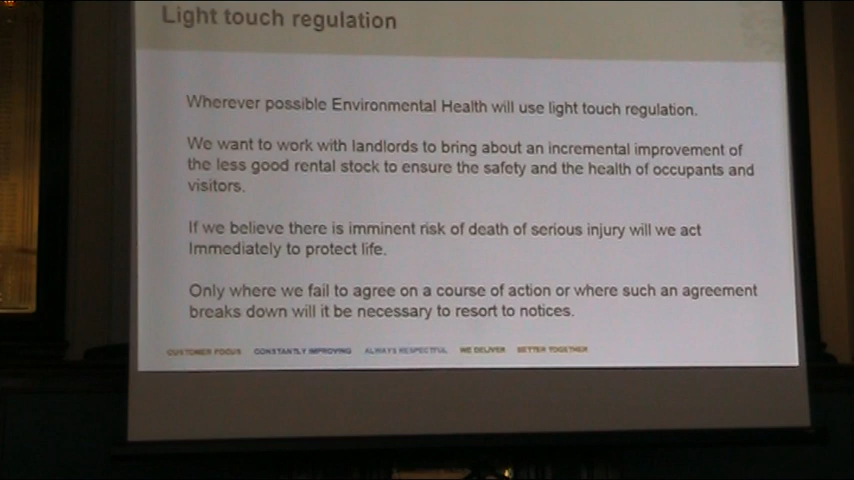 Light touch regulation
Wherever possible Environmental Health will use light touch regulation.
We want to work with landlords to bring about an incremental improvement of
the less good rental stock to ensure the safety and the health of occupants and
visitors.
If we believe there is imminent risk of death of serious injury will we act
Immediately to protect life.
Only where we fail to agree on a course of action or where such an agreement
breaks down will it be necessary to resort to notices.
CUSTOMER FOCUS CONSTANTLY IMPROVING ALWAYS RESPECTFUL WE DELIVER BETTER TOGETHER